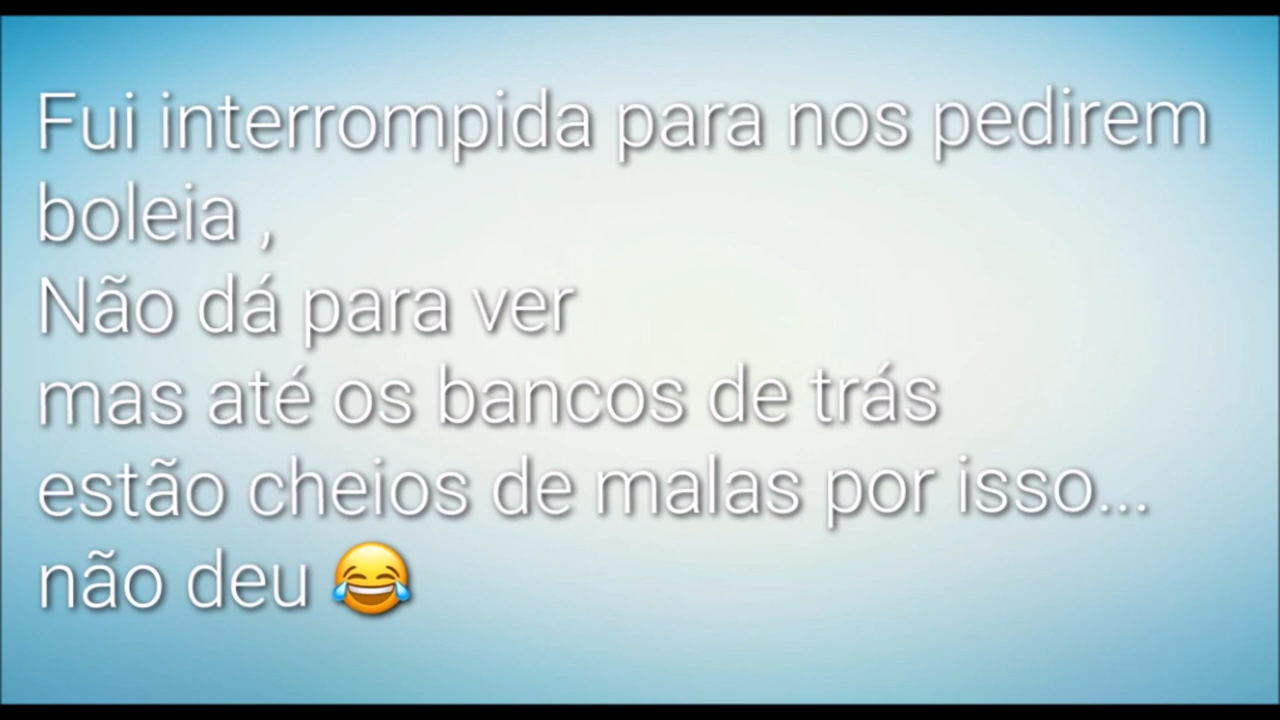 Fui interrompida para nos pedirem
boleia ,
Não dá para ver
mas até os bancos de trás
estão cheios de malas por isso...
não deu 😂